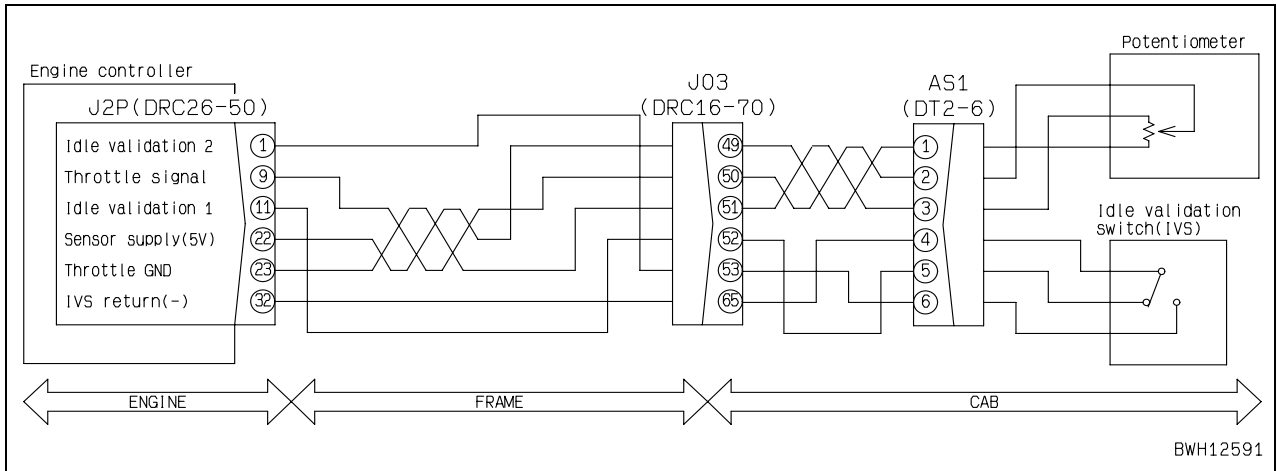 Engine controller
J2P(DRC26-50)
Idle validation 2
1
Throttle signal
9
Idle validation 1
11
Sensor supply(5V)
22
Throttle GND
23
IVS return(-)
32
J03
(DRC16-70)
49
50
51
52
53
65
AS1
(DT2-6)
1
2
3
4
5
6
Potentiometer
Idle validation
switch(IVS)
ENGINE
FRAME
CAB
BWH12591